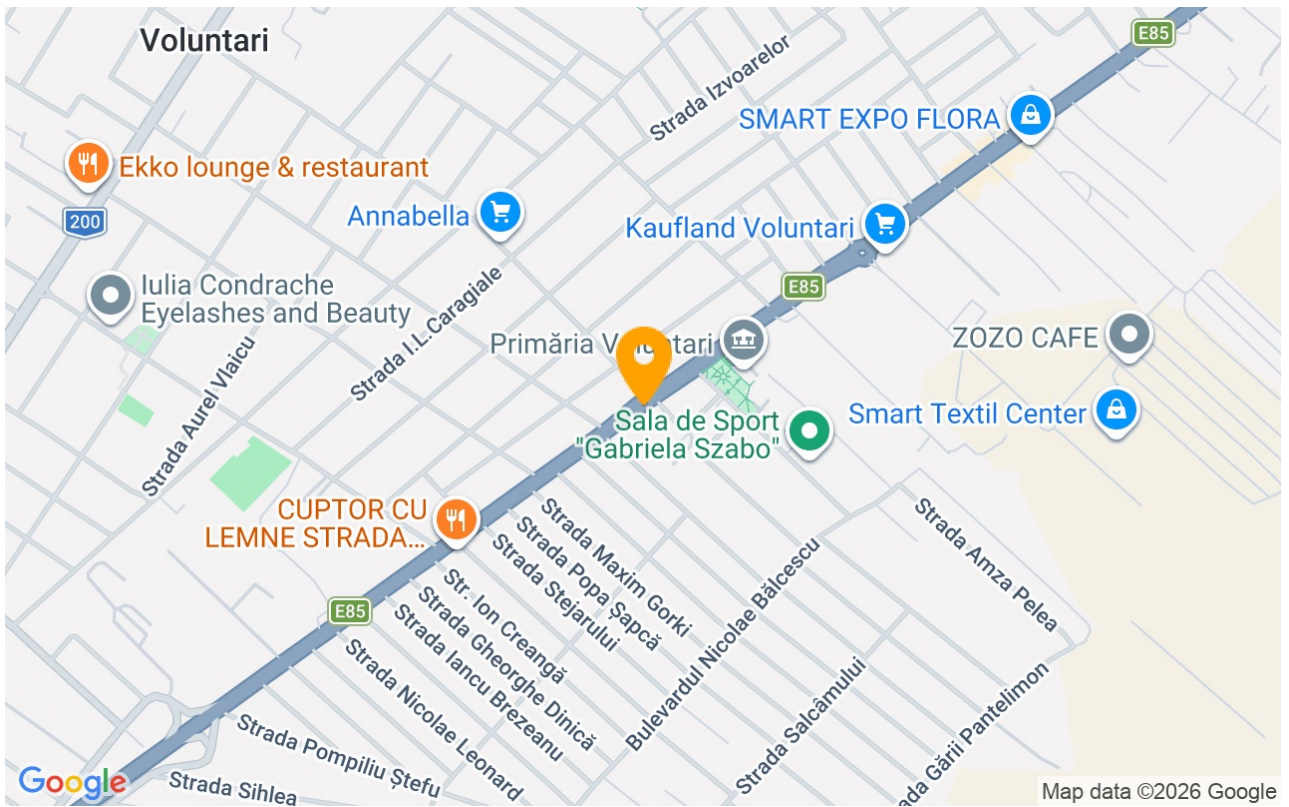 Voluntari
E85
Strada Izvoarelor
SMART EXPO FLORA
Ekko lounge & restaurant
200
Annabella
Kaufland Voluntari
Iulia Condrache
Eyelashes and Beauty
Strada I.L.Caragiale
E85
Primăria Voluntari
ZOZO CAFE
Strada Aurel Vlaicu
Smart Textil Center
Sala de Sport
"Gabriela Szabo"
CUPTOR CU
LEMNE STRADA...
Strada Maxim Gorki
Strada Popa Șapcă
Strada Stejarului
Strada Amza Pelea
E85
Str. Ion Creangă
Strada Gheorghe Dinică
Strada Iancu Brezeanu
Strada Nicolae Leonard
Bulevardul Nicolae Bălcescu
Strada Salcâmului
ada Gării Pantelimon
Strada Pompiliu Ștefu
Strada Sihlea
Google
Map data ©2026 Google